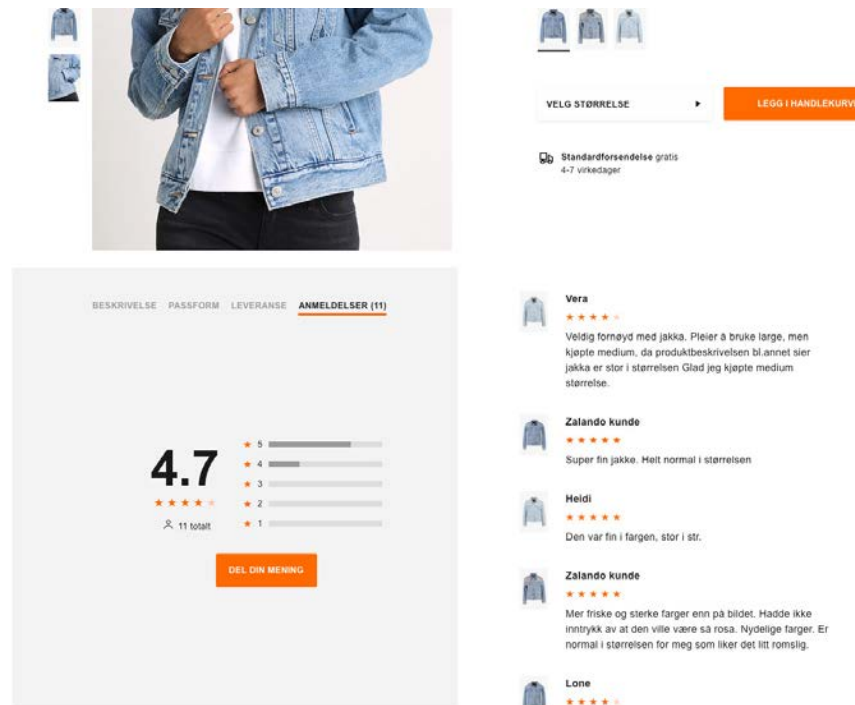 VELG STØRRELSE
LEGG I HANDLEKURV
Standardforsendelse gratis
4-7 virkedager
BESKRIVELSE PASSFORM LEVERANSE ANMELDELSER (11)
4.7
11 totalt
5
4
3
2
1
DEL DIN MENING
Vera
Veldig fornøyd med jakka. Pleier å bruke large, men
kjøpte medium, da produktbeskrivelsen bl.annet sier
jakka er stor i størrelsen Glad jeg kjøpte medium
størrelse.
Zalando kunde
Super fin jakke. Helt normal i størrelsen
Heidi
Den var fin i fargen, stor i str.
Zalando kunde
Mer friske og sterke farger enn på bildet. Hadde ikke
inntrykk av at den ville være så rosa. Nydelige farger. Er
normal i størrelsen for meg som liker det litt romslig.
Lone